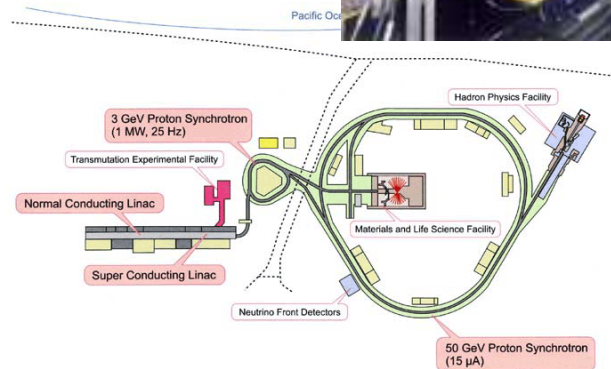 Pacific
Hadron Physics Facility
3 GeV Proton Synchrotron
(1 MW, 25 Hz)
Transmutation Experimental Facility
Normal Conducting Linac
Materials and Life Science Facility
Super Conducting Linac
Neutrino Front Detectors
50 GeV Proton Synchrotron
(15 μA)